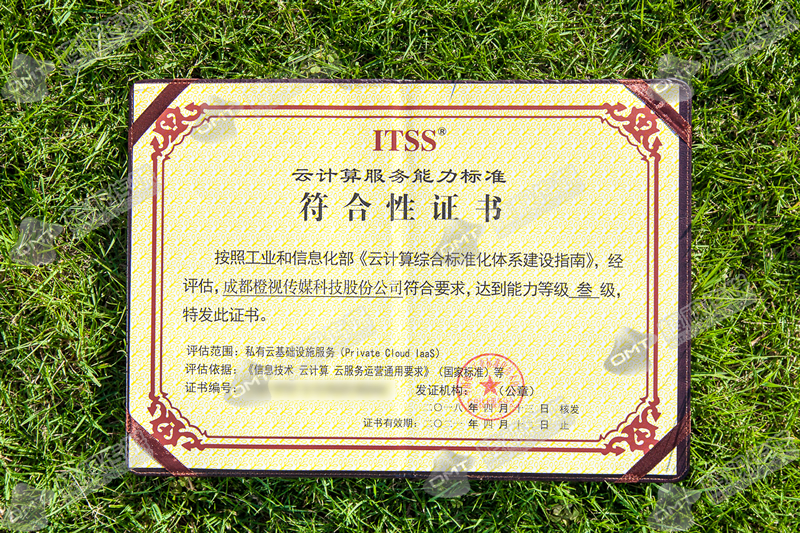 ITSS®
云计算服务能力标准
符合性证书
按照工业和信息化部《云计算综合标准化体系建设指南》,经
评估,成都橙视传媒科技股份公司符合要求,达到能力等级 叁 级,
特发此证书。
评估范围:私有云基础设施服务(Private Cloud IaaS)
评估依据:《信息技术 云计算 云服务运营通用要求》(国家标准)等
证书编号:
发证机构: (公章)
二〇一八年 四 月 十三 日 核发
证书有效期:二〇二一年 四 月 十二 日 止
OMT
OMT
OMT
OMT
OMT